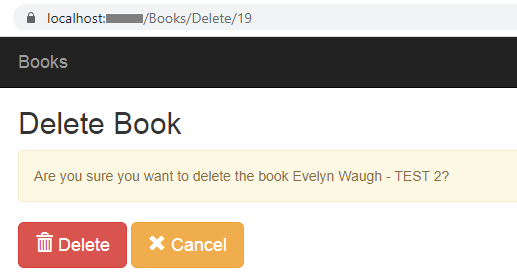 localhost:/Books/Delete/19
Books
Delete Book
Are you sure you want to delete the book Evelyn Waugh - TEST 2?
Delete Cancel